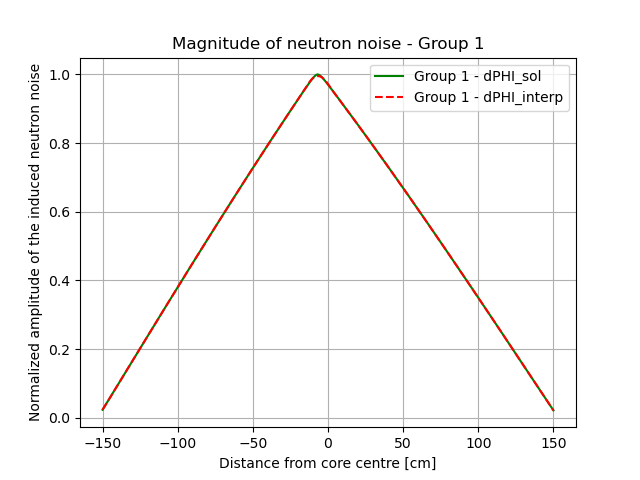 Magnitude of neutron noise - Group 1
Normalized amplitude of the induced neutron noise
1.0
0.8
0.6
0.4
0.2
0.0
Group 1 - dPHI_sol
Group 1 - dPHI_interp
−150
−100
−50
0
50
100
150
Distance from core centre [cm]